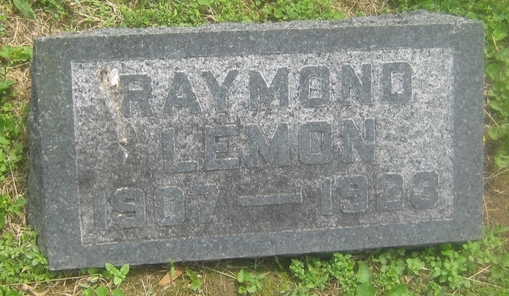 RAYMOND
LEMON
1907 — 1923